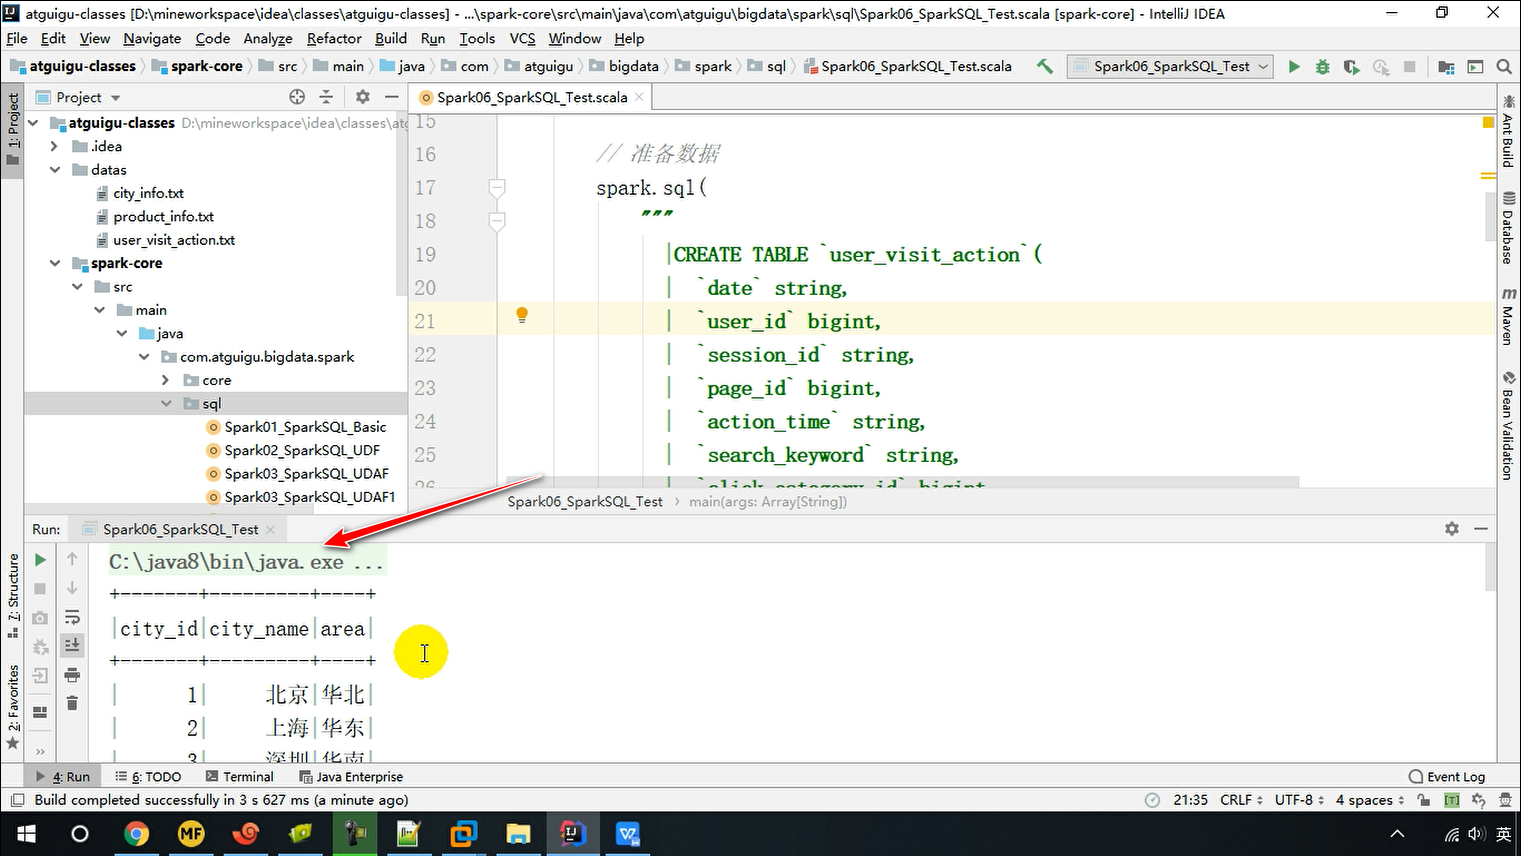 atguigu-classes [D:\mineworkspace\idea\classes\atguigu-classes] - ...\spark-core\src\main\java\com\atguigu\bigdata\spark\sql\Spark06_SparkSQL_Test.scala [spark-core] - IntelliJ IDEA
File Edit View Navigate Code Analyze Refactor Build Run Tools VCS Window Help
atguigu-classes spark-core src main java com atguigu bigdata spark sql Spark06_SparkSQL_Test.scala Spark06_SparkSQL_Test
1: Project
Project
Spark06_SparkSQL_Test.scala
atguigu-classes D:\mineworkspace\idea\classes\atg
.idea
datas
city_info.txt
product_info.txt
user_visit_action.txt
spark-core
src
main
java
com.atguigu.bigdata.spark
core
sql
Spark01_SparkSQL_Basic
Spark02_SparkSQL_UDF
Spark03_SparkSQL_UDAF
Spark03_SparkSQL_UDAF1
15
16 // 准备数据
17 spark.sql(
18 """
19 |CREATE TABLE `user_visit_action`(
20 | `date` string,
21 | `user_id` bigint,
22 | `session_id` string,
23 | `page_id` bigint,
24 | `action_time` string,
25 | `search_keyword` string,
26 | `click_category_id` bigint
Spark06_SparkSQL_Test main(args: Array[String])
Ant Build
Database
Maven
Bean Validation
Run: Spark06_SparkSQL_Test
C:\java8\bin\java.exe ...
+-------+---------+----+
|city_id|city_name|area|
+-------+---------+----+
| 1| 北京|华北|
| 2| 上海|华东|
| 3| 深圳|华南|
7: Structure
2: Favorites
4: Run 6: TODO Terminal Java Enterprise Event Log
Build completed successfully in 3 s 627 ms (a minute ago) 21:35 CRLF UTF-8 4 spaces [T]
MF IJ 英